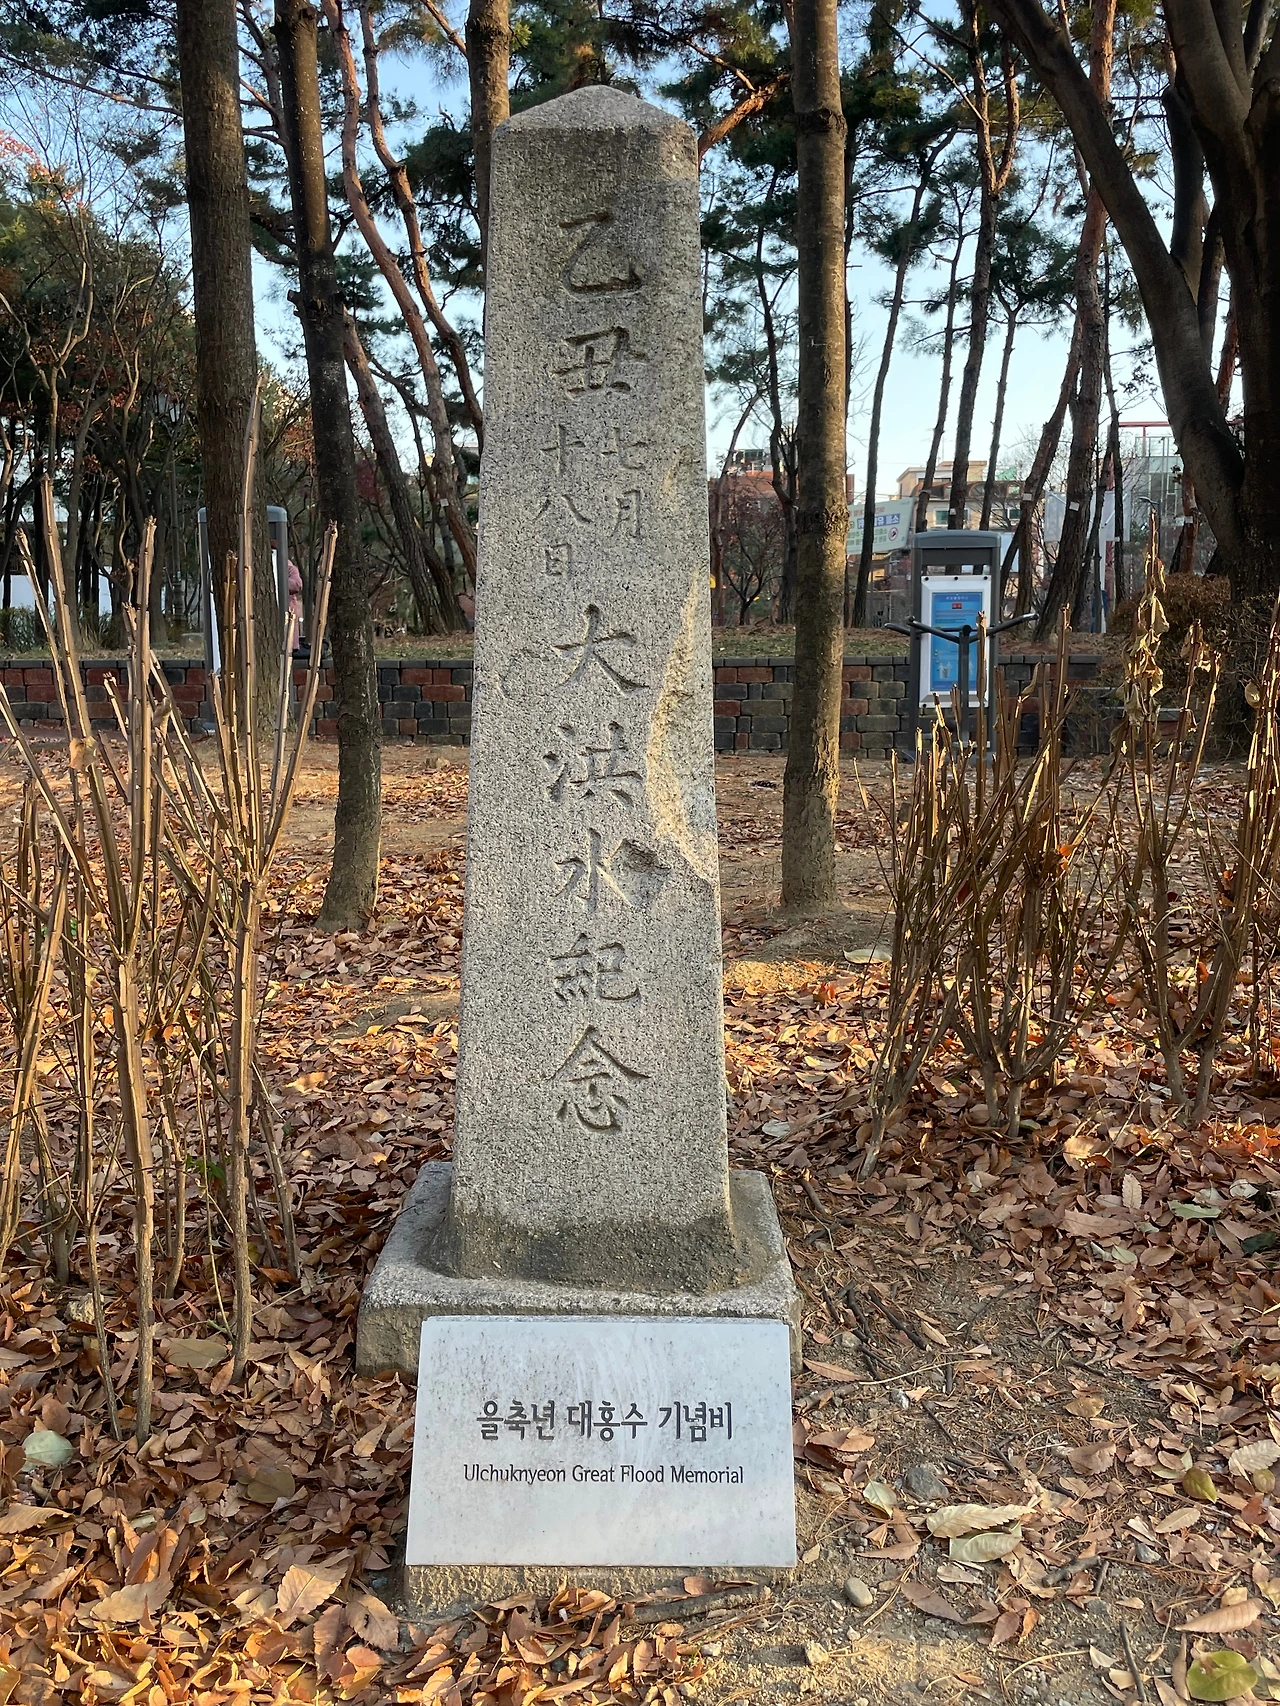 乙丑
七月
十八日
大洪水紀念
을축년 대홍수 기념비
Ulchuknyeon Great Flood Memorial